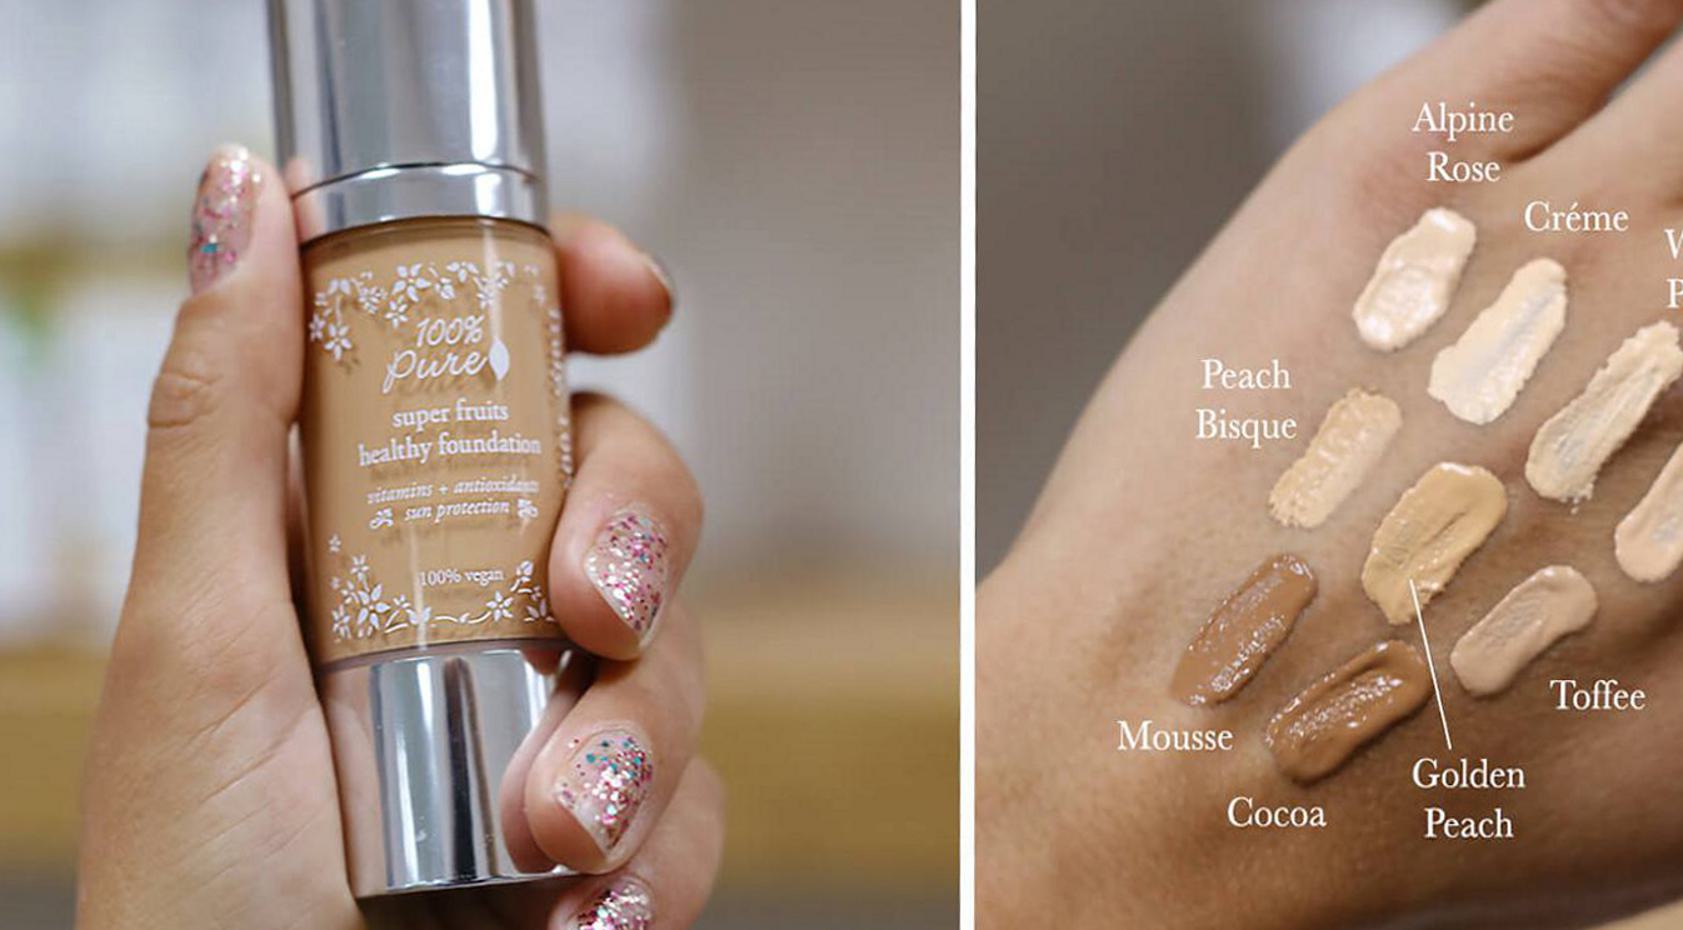 100%
Pure
super fruits
healthy foundation
vitamins + antioxidants
sun protection
100% vegan
Alpine
Rose
Créme
Peach
Bisque
Mousse
Cocoa
Golden
Peach
Toffee